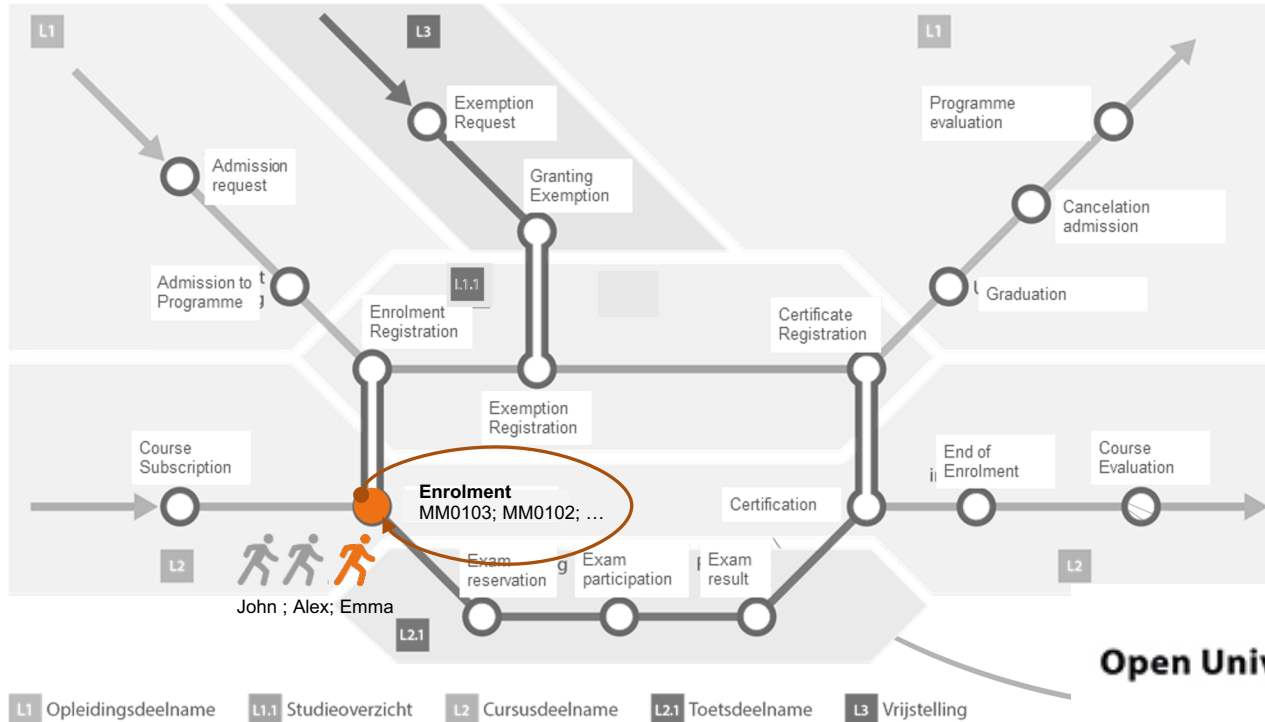 L1
L3
L1
Exemption
Request
Programme
evaluation
Admission
request
Granting
Exemption
Cancelation
admission
Admission to
Programme
t
g
L1.1
Graduation
Enrolment
Registration
Certificate
Registration
Exemption
Registration
Course
Subscription
End of
Enrolment
Course
Evaluation
Enrolment
MM0103; MM0102; …
Certification
L2
Exam
reservation
g
Exam
participation
Exam
result
L2
John ; Alex; Emma
L2.1
Open Univ
L1 Opleidingsdeelname
L1.1 Studieoverzicht
L2 Cursusdeelname
L2.1 Toetsdeelname
L3 Vrijstelling